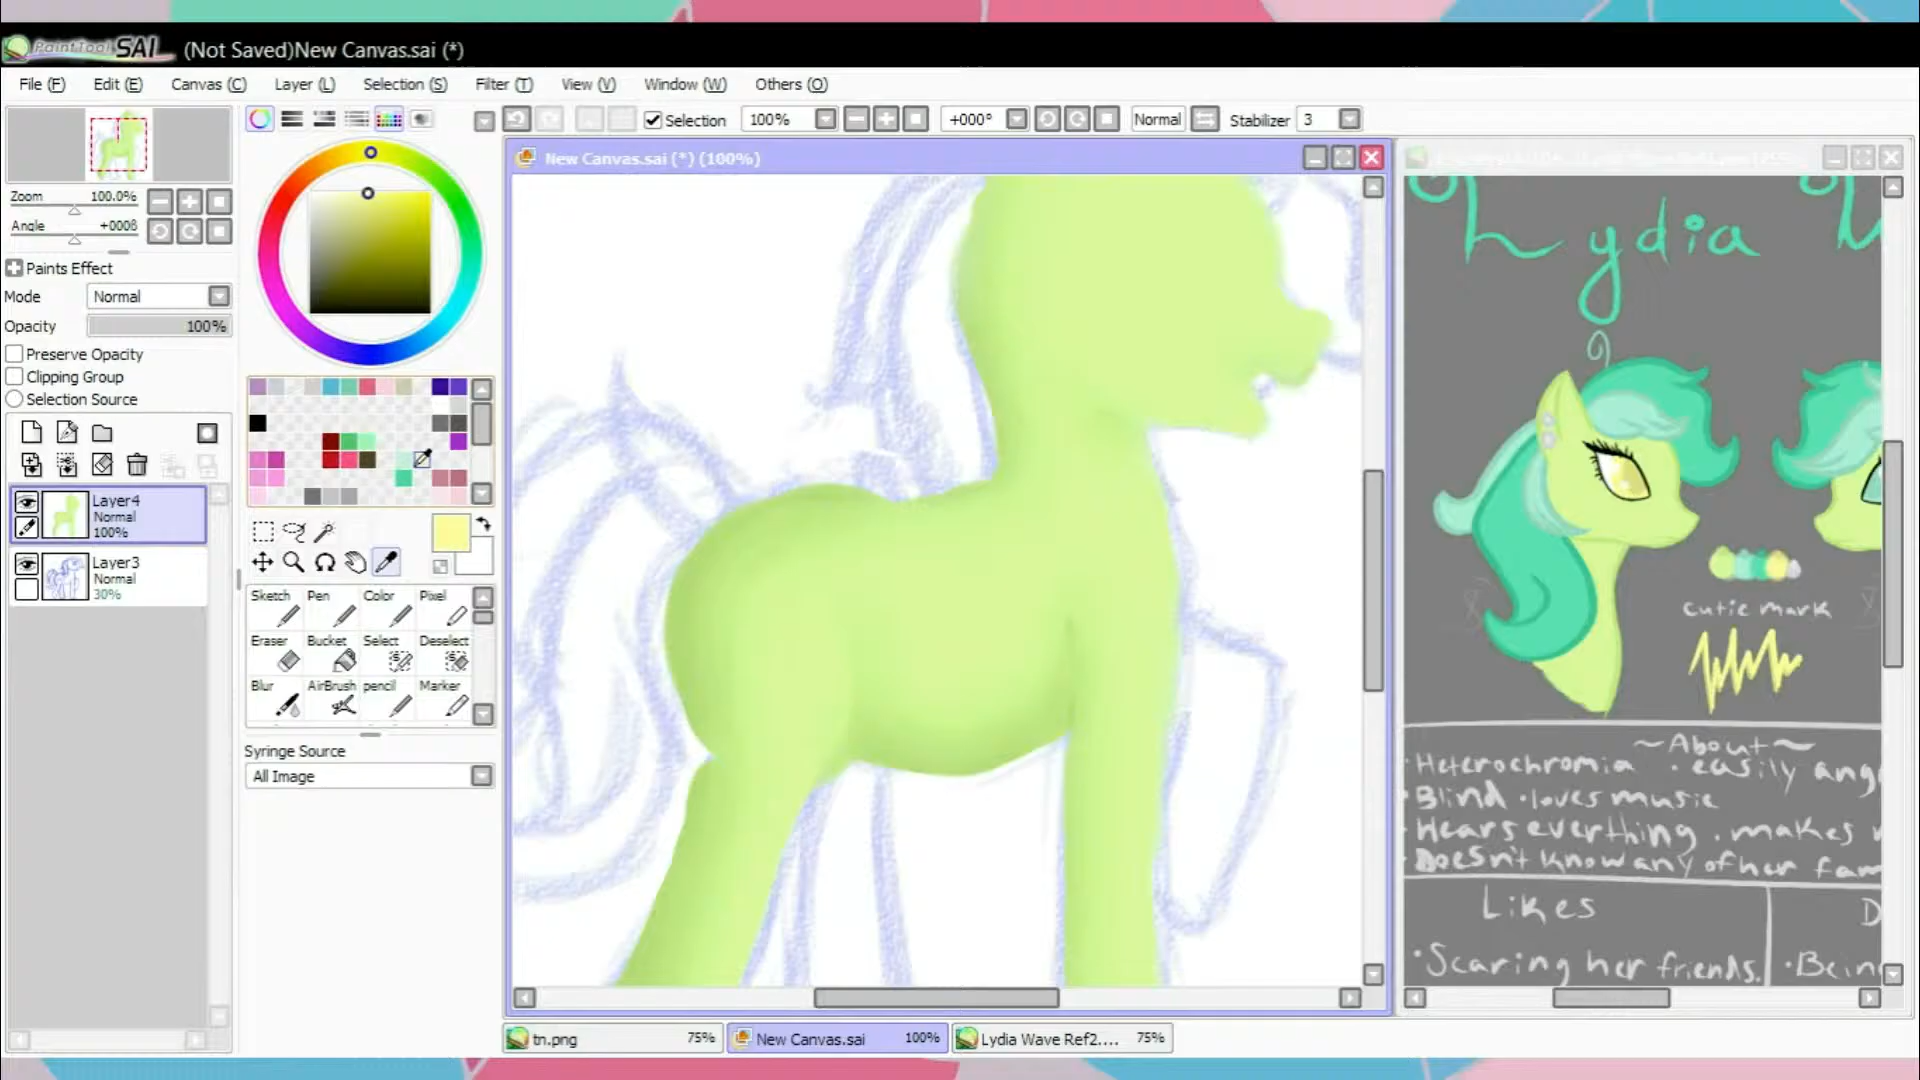 PaintTool SAI (Not Saved)New Canvas.sai (*)
File (F) Edit (E) Canvas (C) Layer (L) Selection (S) Filter (T) View (V) Window (W) Others (O)
Selection 100% +000° Normal Stabilizer 3
New Canvas.sai (*) (100%)
Zoom 100.0%
Angle +0006
Paints Effect
Mode Normal
Opacity 100%
Preserve Opacity
Clipping Group
Selection Source
Layer4
Normal
100%
Layer3
Normal
30%
Sketch Pen Color Pixel
Eraser Bucket Select Deselect
Blur AirBrush pencil Marker
Syringe Source
All Image
Lydia
cutie mark
~About~
·Heterochromia ·easily ang
·Blind ·loves music
·Hears everthing ·makes
·Doesn't know any of her fam
Likes D
·Scaring her friends. ·Bein
tn.png 75% New Canvas.sai 100% Lydia Wave Ref2.... 75%